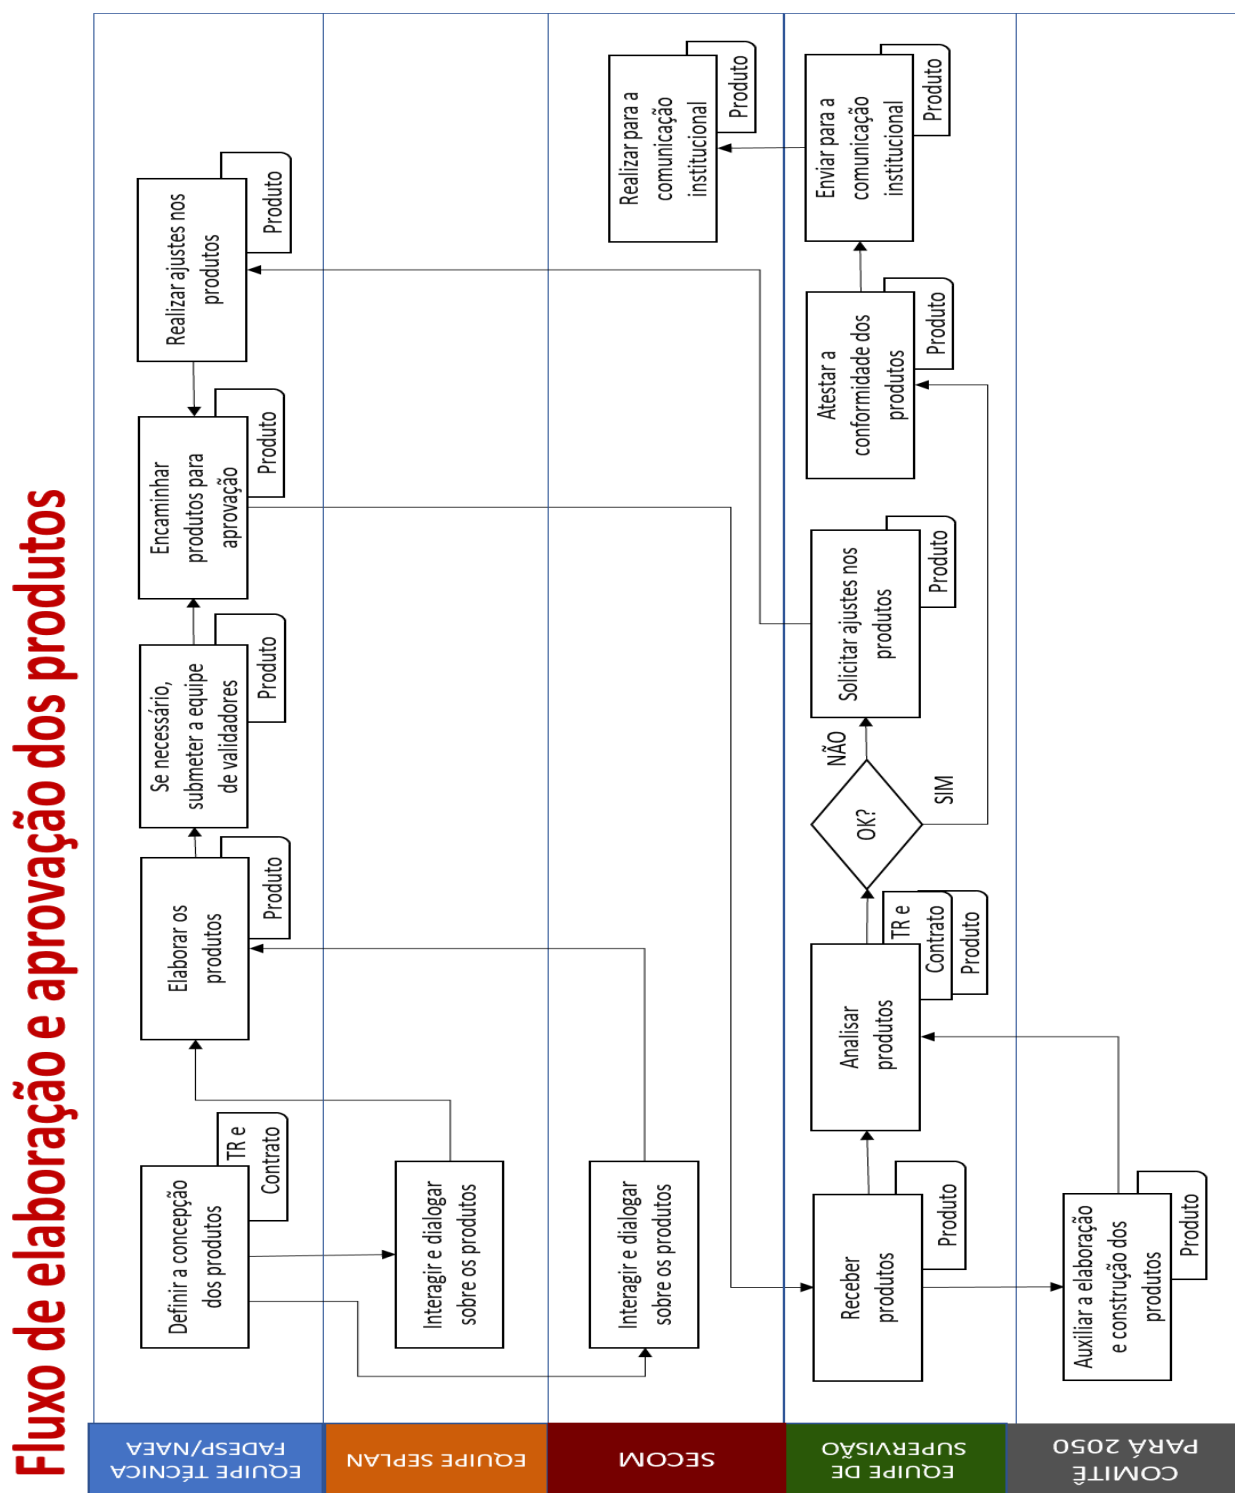 Fluxo de elaboração e aprovação dos produtos
EQUIPE TÉCNICA
FADESP/NAEA
Definir a concepção
dos produtos
TR e
Contrato
Elaborar os
produtos
Produto
Se necessário,
submeter a equipe
de validadores
Produto
Encaminhar
produtos para
aprovação
Produto
Realizar ajustes nos
produtos
Produto
EQUIPE SEPLAN
Interagir e dialogar
sobre os produtos
SECOM
Interagir e dialogar
sobre os produtos
Realizar para a
comunicação
institucional
Produto
EQUIPE DE
SUPERVISÃO
Receber
produtos
Produto
Analisar
produtos
TR e
Contrato
Produto
OK?
NÃO
SIM
Solicitar ajustes nos
produtos
Produto
Atestar a
conformidade dos
produtos
Produto
Enviar para a
comunicação
institucional
Produto
COMITÊ
PARÁ 2050
Auxiliar a elaboração
e construção dos
produtos
Produto